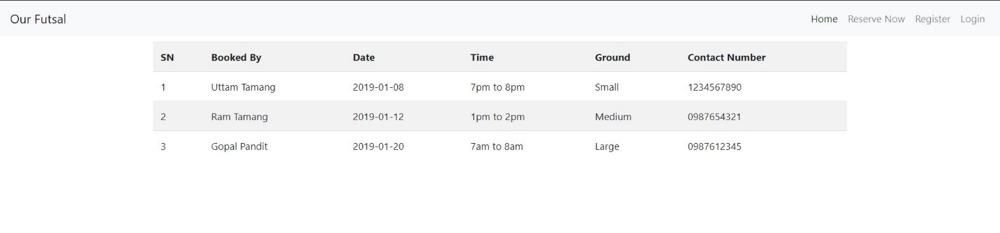 Our Futsal Home Reserve Now Register Login
SN Booked By Date Time Ground Contact Number
1 Uttam Tamang 2019-01-08 7pm to 8pm Small 1234567890
2 Ram Tamang 2019-01-12 1pm to 2pm Medium 0987654321
3 Gopal Pandit 2019-01-20 7am to 8am Large 0987612345